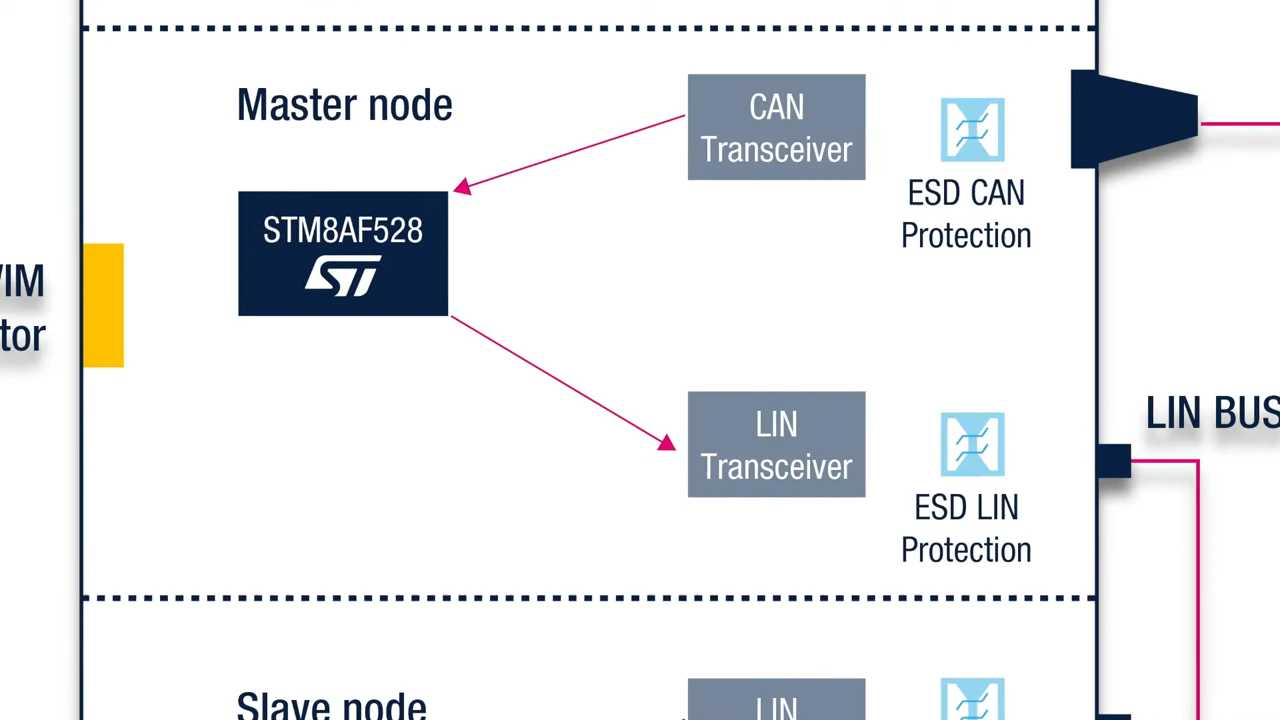 Master node
CAN
Transceiver
ESD CAN
Protection
STM8AF528
ST
LIN
Transceiver
ESD LIN
Protection
LIN BUS
tor
Slave node
LIN